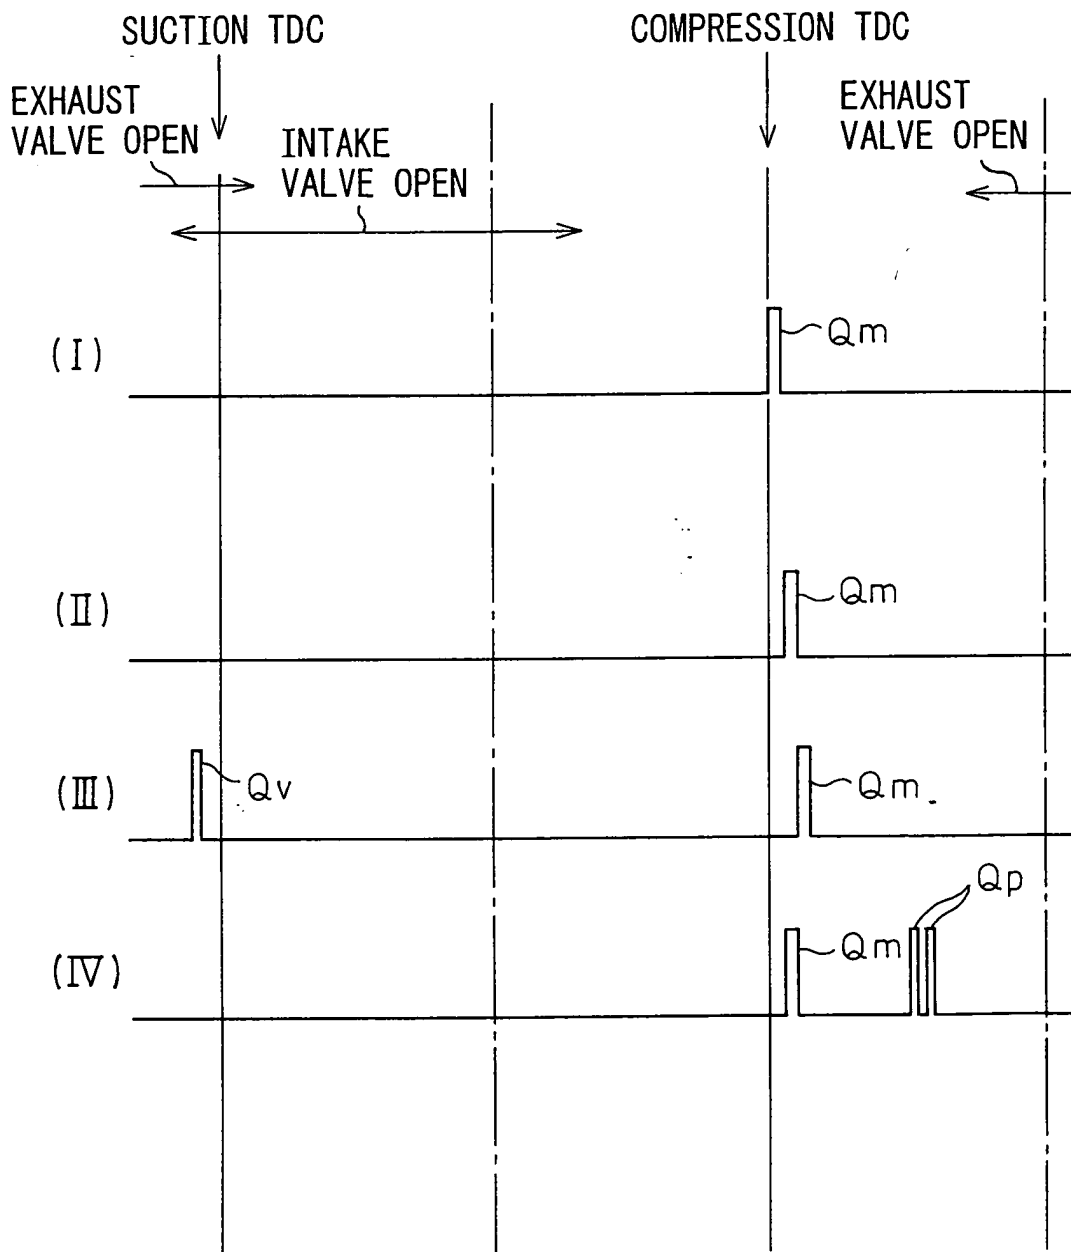 SUCTION TDC
COMPRESSION TDC
EXHAUST
VALVE OPEN
INTAKE
VALVE OPEN
EXHAUST
VALVE OPEN
(I)
Qm
(II)
Qm
(III)
Qv
Qm
(IV)
Qm
Qp